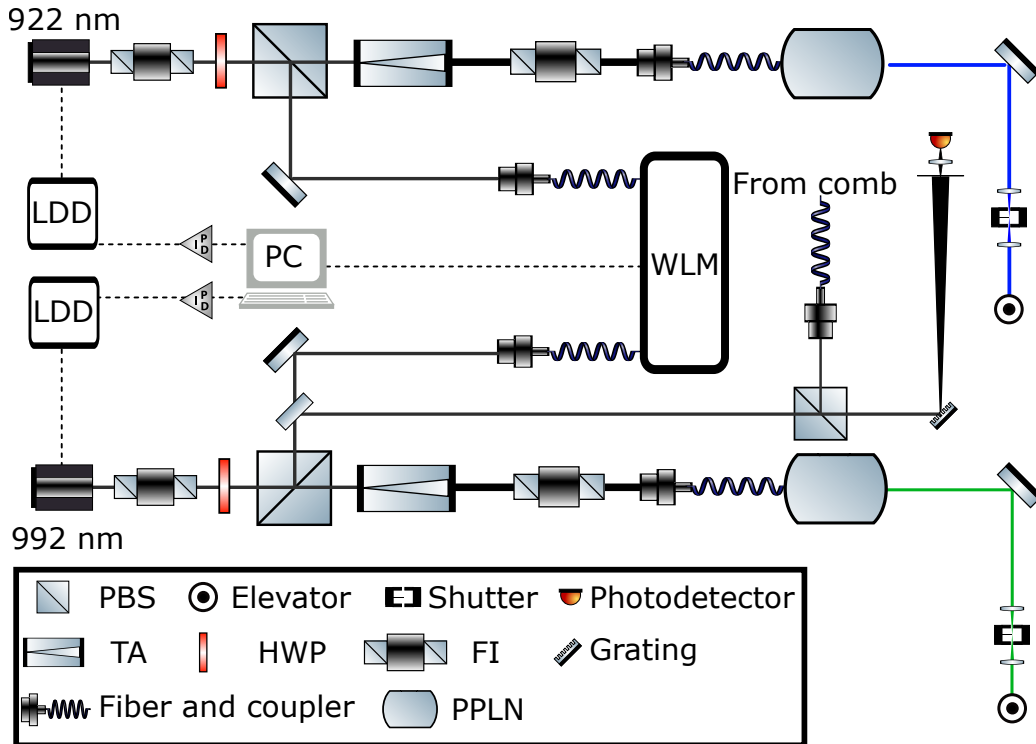 922 nm
From comb
LDD
P
I
D
PC
WLM
P
I
D
LDD
992 nm
PBS Elevator Shutter Photodetector
TA HWP FI Grating
Fiber and coupler PPLN